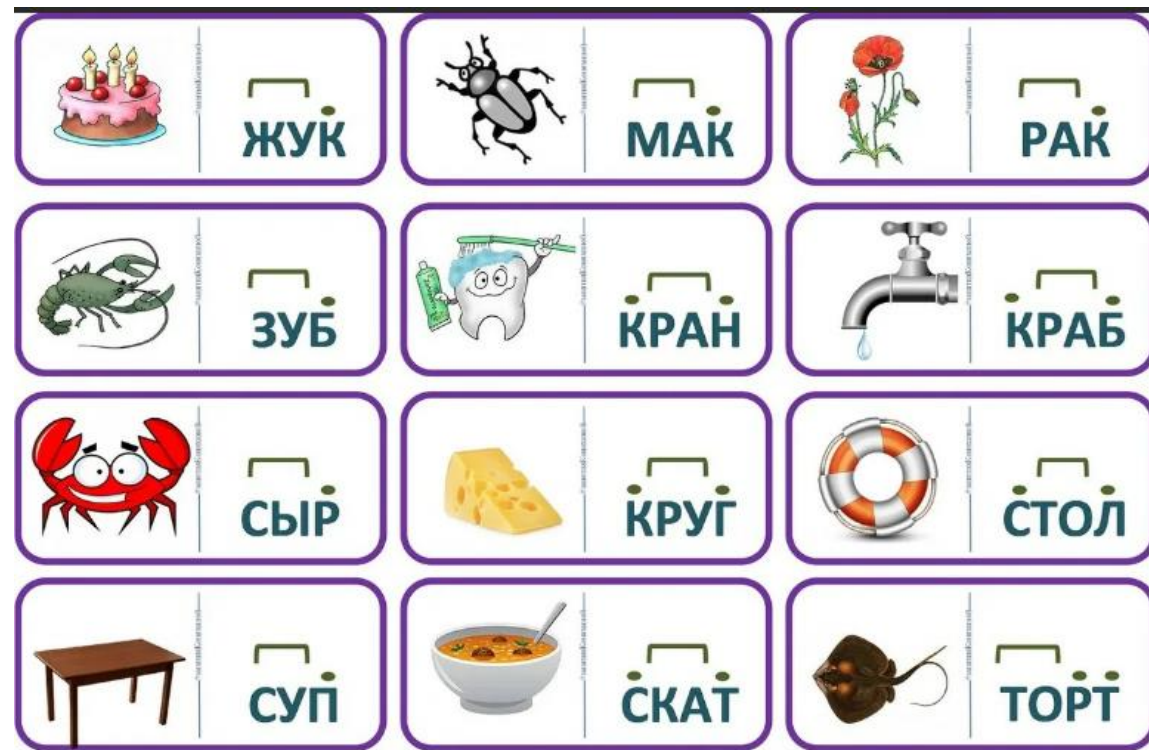 ЖУК
МАК
РАК
ЗУБ
КРАН
КРАБ
СЫР
КРУГ
СТОЛ
СУП
СКАТ
ТОРТ